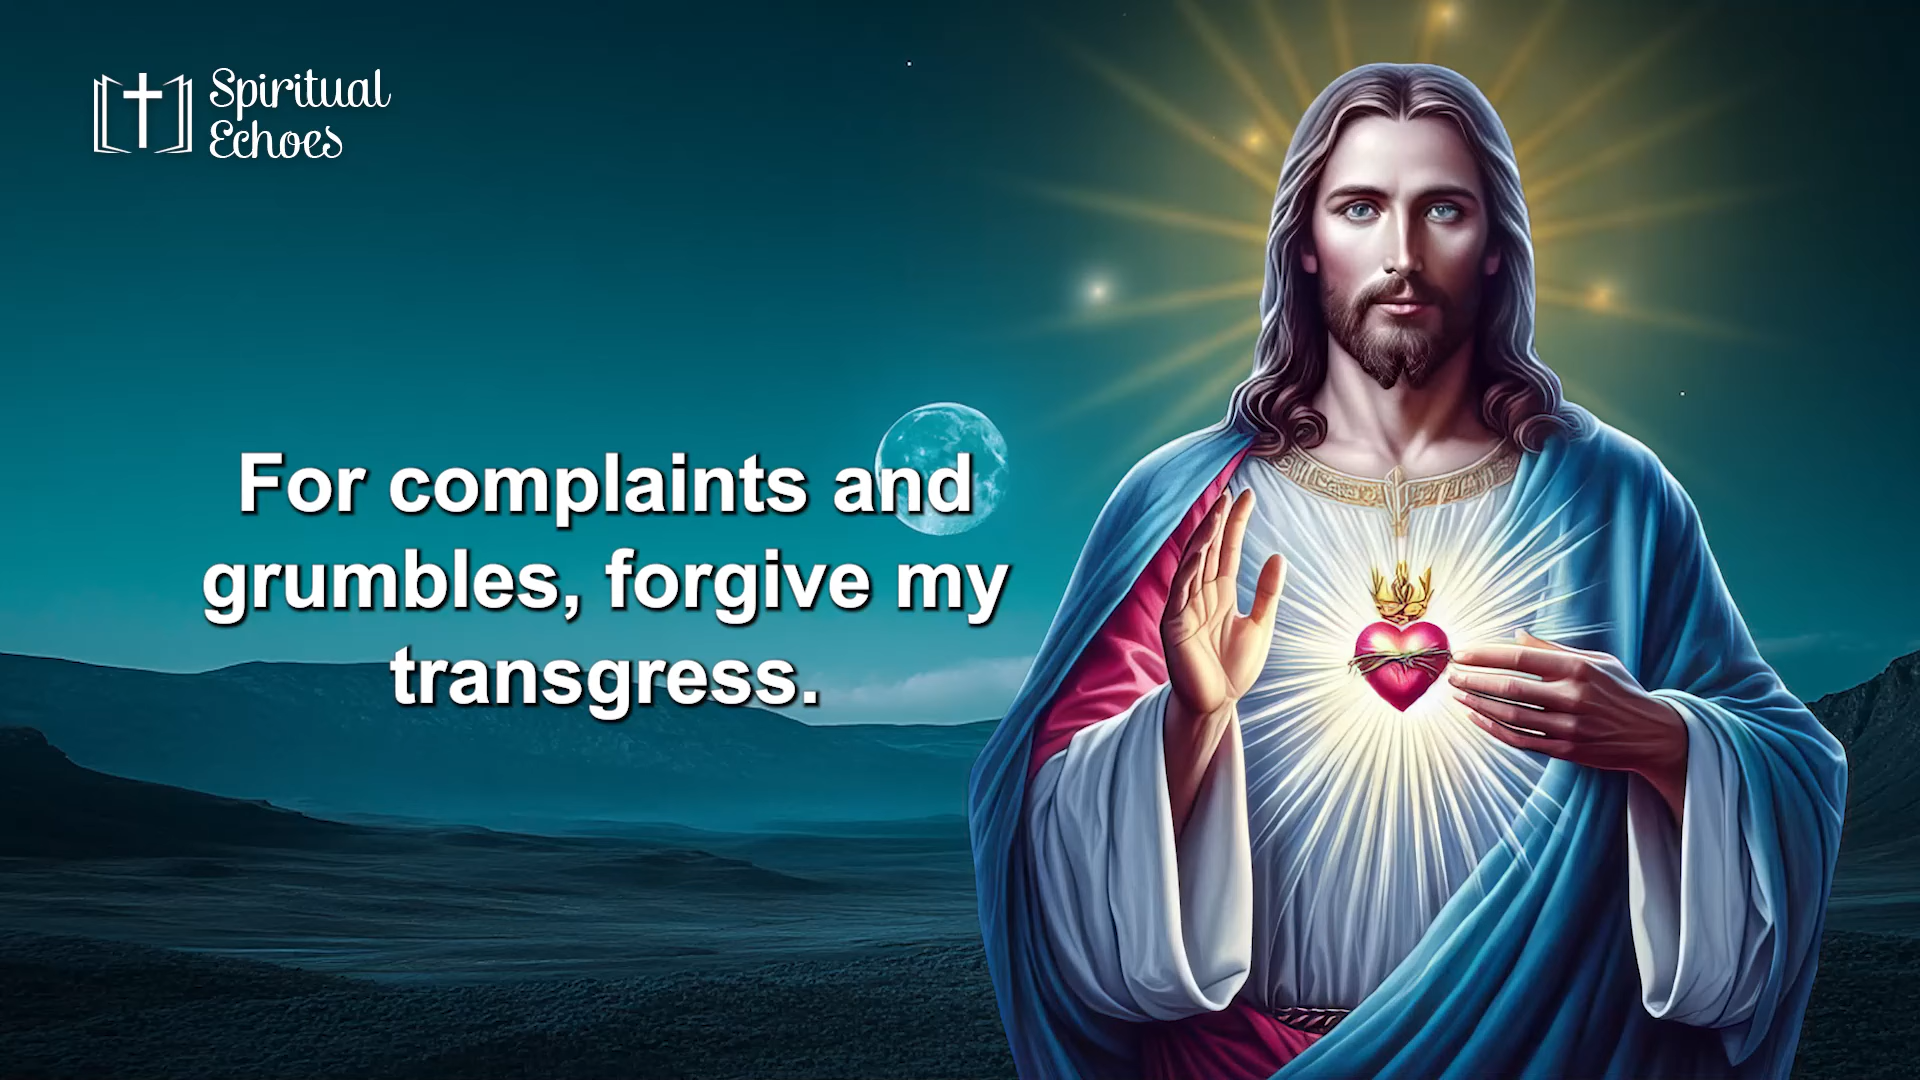 Spiritual
Echoes
For complaints and
grumbles, forgive my
transgress.